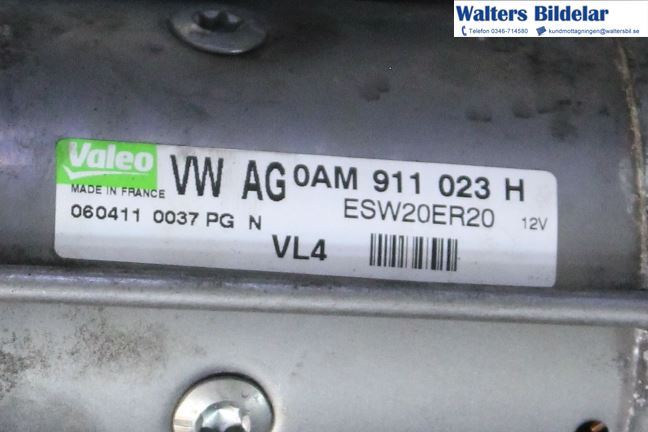 Walters Bildelar
Telefon 0346-714580 kundmottagningen@waltersbil.se
Valeo VW AG 0AM 911 023 H
MADE IN FRANCE
ESW20ER20 12V
060411 0037 PG N
VL4